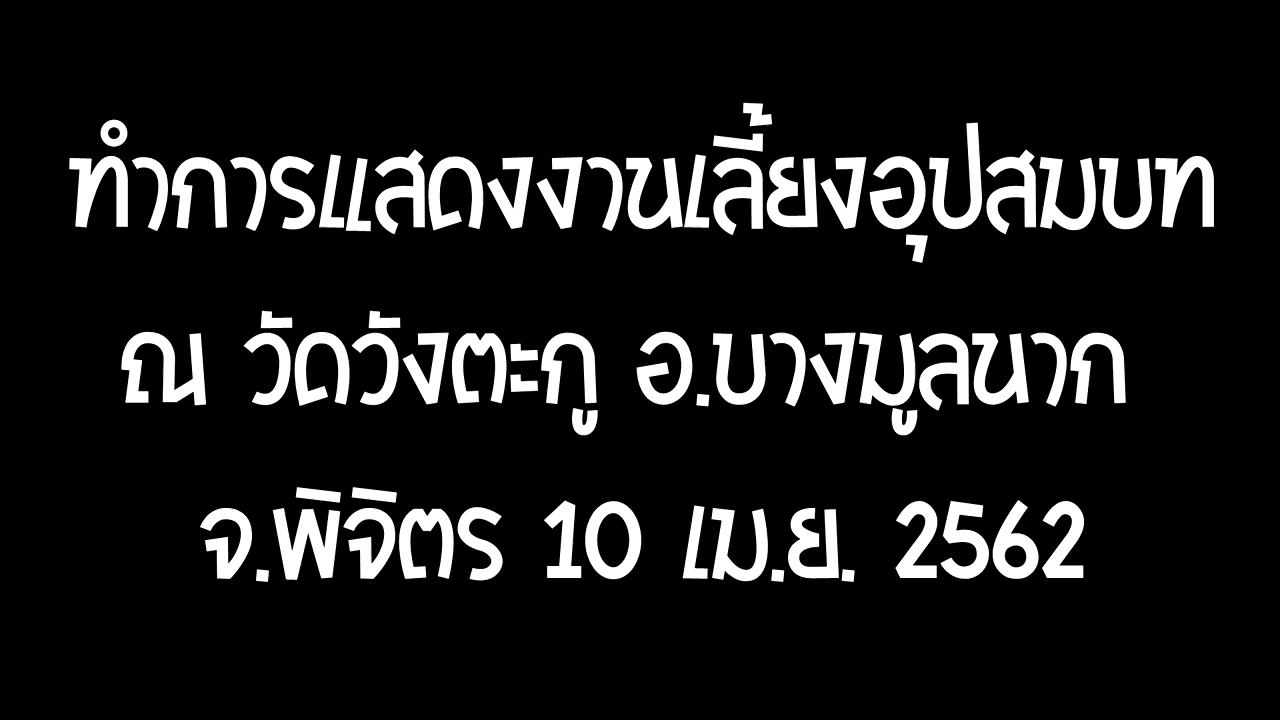 ทำการแสดงงานเลี้ยงอุปสมบท
ณ วัดวังตะกู อ.บางมูลนาก
จ.พิจิตร 10 เม.ย. 2562